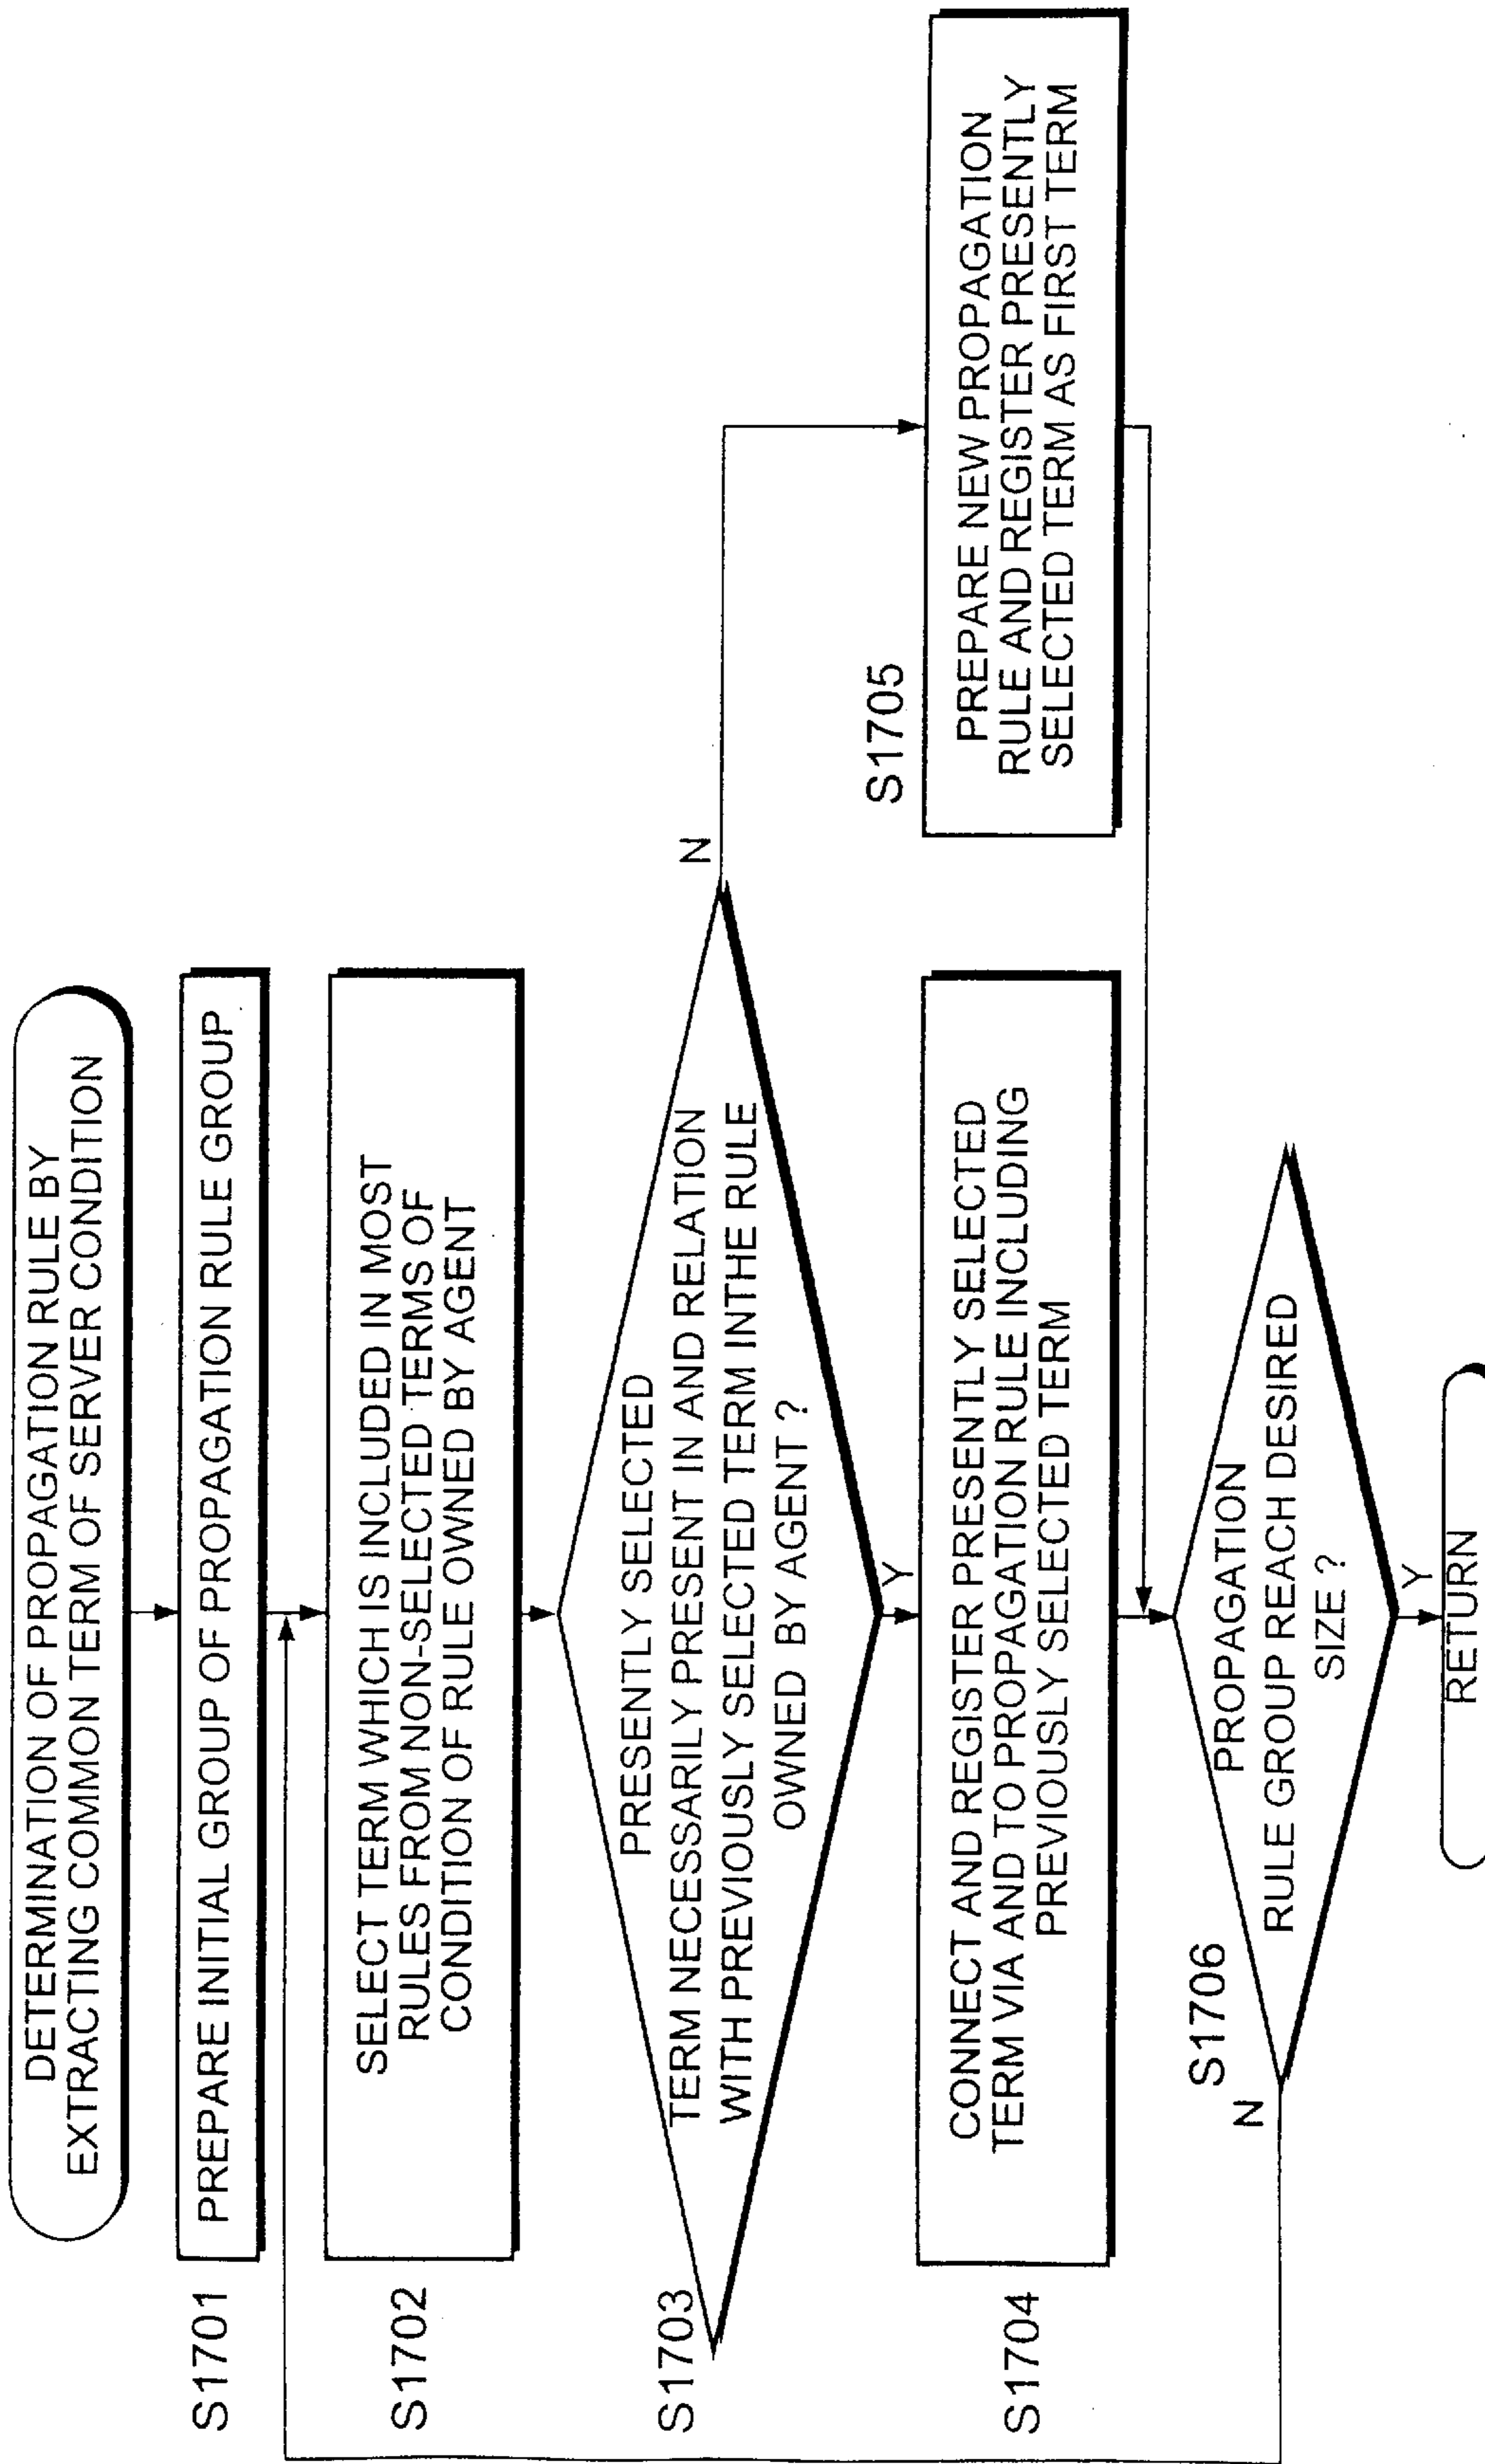 DETERMINATION OF PROPAGATION RULE BY
EXTRACTING COMMON TERM OF SERVER CONDITION
S1701
PREPARE INITIAL GROUP OF PROPAGATION RULE GROUP
S1702
SELECT TERM WHICH IS INCLUDED IN MOST
RULES FROM NON-SELECTED TERMS OF
CONDITION OF RULE OWNED BY AGENT
S1703
PRESENTLY SELECTED
TERM NECESSARILY PRESENT IN AND RELATION
WITH PREVIOUSLY SELECTED TERM INTHE RULE
OWNED BY AGENT ?
N
Y
S1704
CONNECT AND REGISTER PRESENTLY SELECTED
TERM VIA AND TO PROPAGATION RULE INCLUDING
PREVIOUSLY SELECTED TERM
S1705
PREPARE NEW PROPAGATION
RULE AND REGISTER PRESENTLY
SELECTED TERM AS FIRST TERM
S1706
PROPAGATION
RULE GROUP REACH DESIRED
SIZE ?
N
Y
RETURN